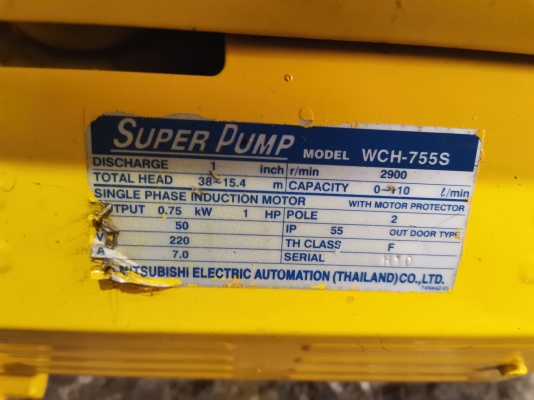 SUPER PUMP MODEL WCH-755S
DISCHARGE 1 inch r/min 2900
TOTAL HEAD 38~15.4 m CAPACITY ℓ/min
SINGLE PHASE INDUCTION MOTOR WITH MOTOR PROTECTOR
OUTPUT 0.75 kW 1 HP POLE 2
50 IP 55 OUT DOOR TYPE
V 220 TH CLASS F
A 7.0 SERIAL
MITSUBISHI ELECTRIC AUTOMATION (THAILAND) CO.,LTD.